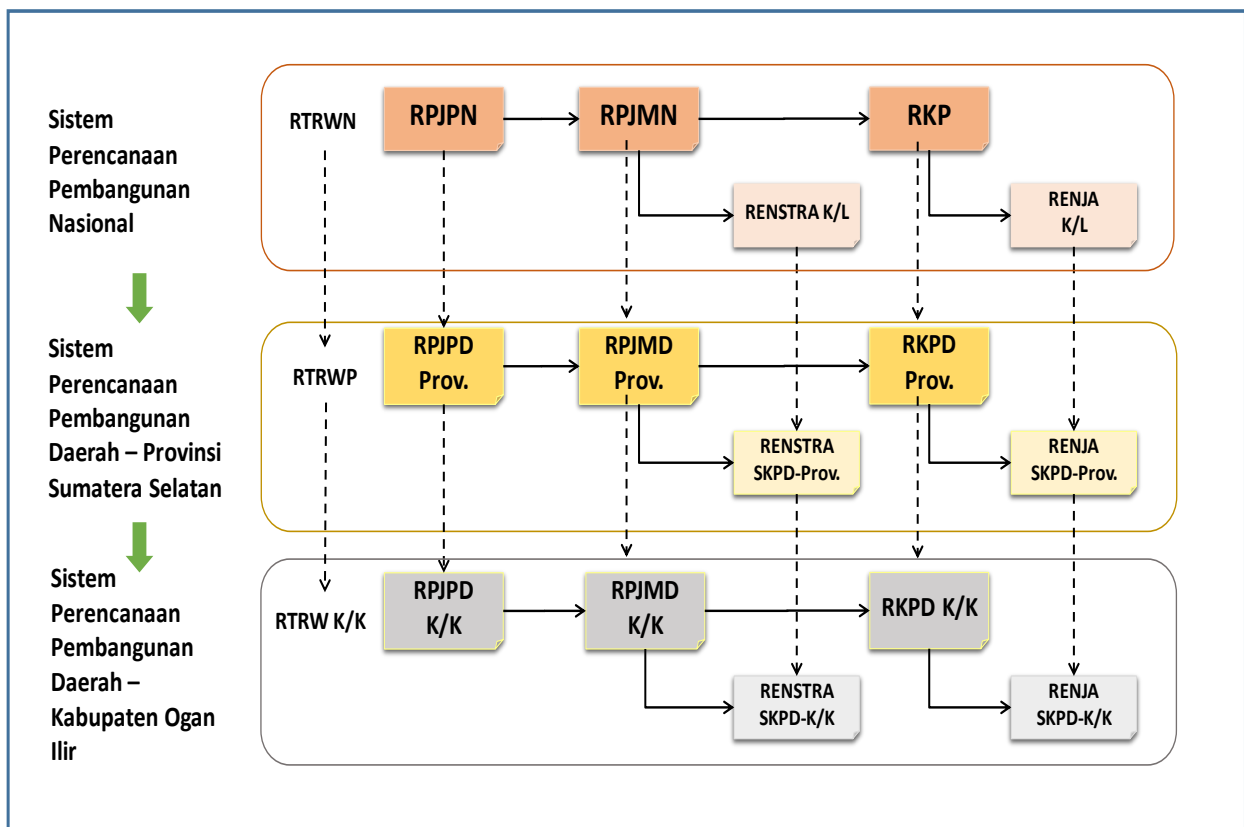 Sistem
Perencanaan
Pembangunan
Nasional
RTRWN
RPJPN
RPJMN
RKP
RENSTRA K/L
RENJA
K/L
Sistem
Perencanaan
Pembangunan
Daerah – Provinsi
Sumatera Selatan
RTRWP
RPJPD
Prov.
RPJMD
Prov.
RKPD
Prov.
RENSTRA
SKPD-Prov.
RENJA
SKPD-Prov.
Sistem
Perencanaan
Pembangunan
Daerah –
Kabupaten Ogan
Ilir
RTRW K/K
RPJPD
K/K
RPJMD
K/K
RKPD K/K
RENSTRA
SKPD-K/K
RENJA
SKPD-K/K